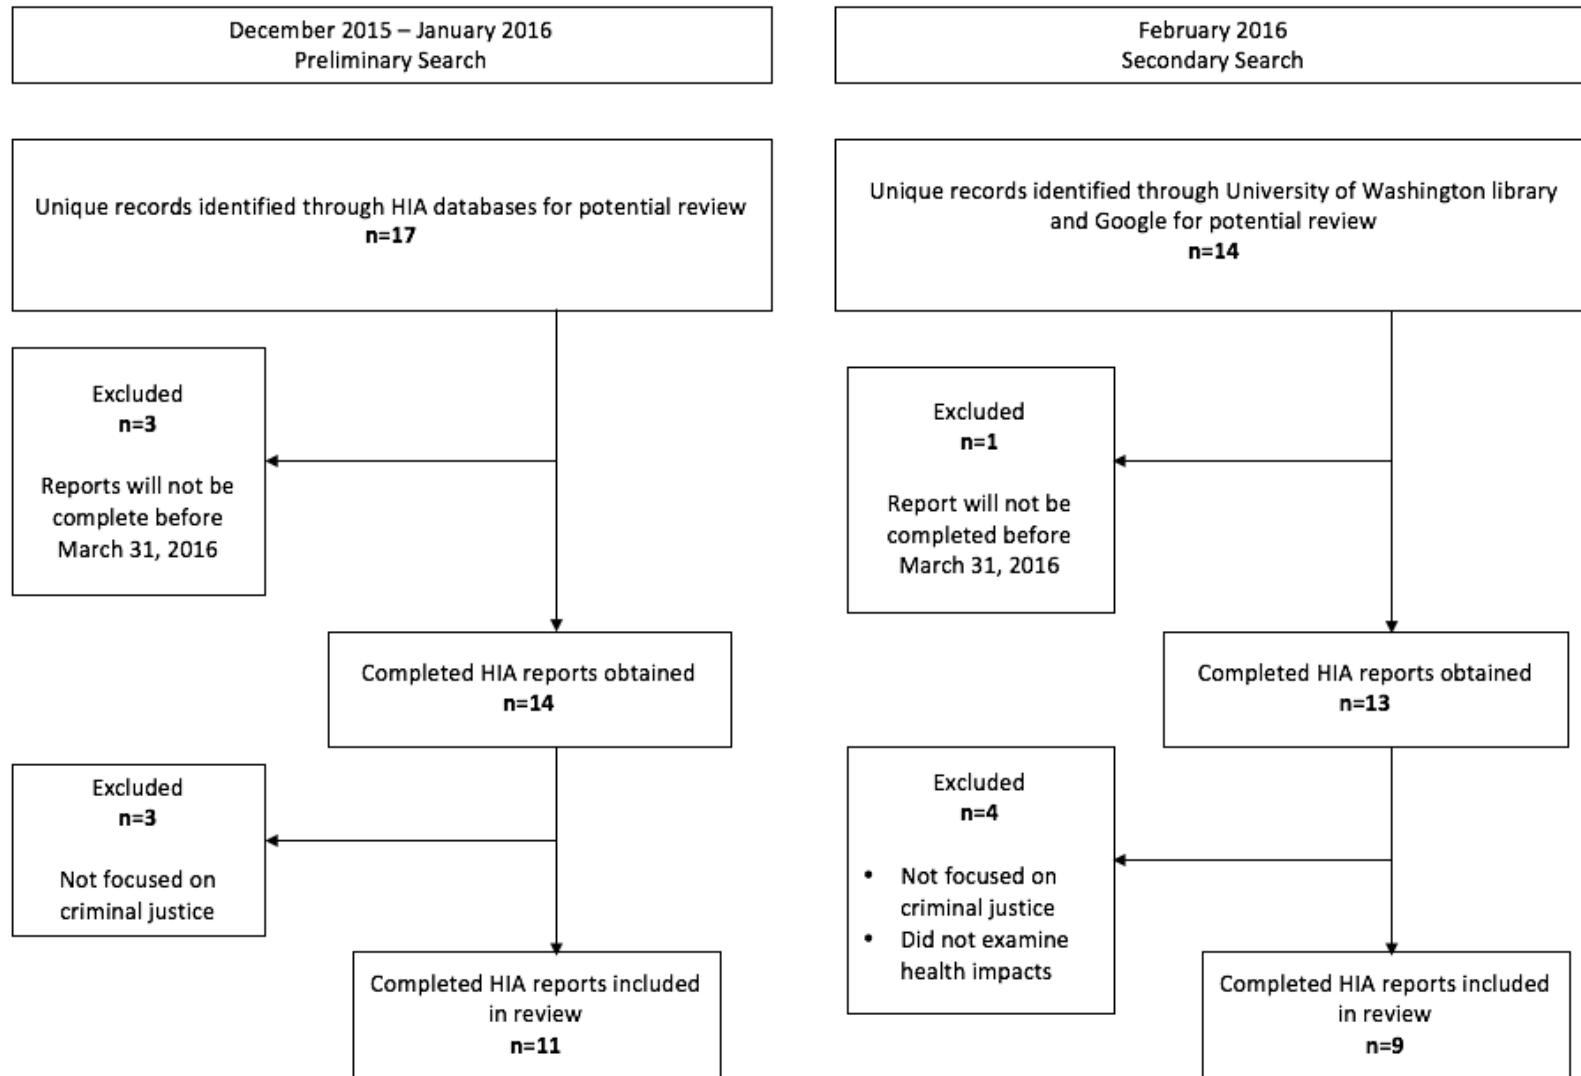 December 2015 – January 2016
Preliminary Search
Unique records identified through HIA databases for potential review
n=17
Excluded
n=3
Reports will not be
complete before
March 31, 2016
Completed HIA reports obtained
n=14
Excluded
n=3
Not focused on
criminal justice
Completed HIA reports included
in review
n=11
February 2016
Secondary Search
Unique records identified through University of Washington library
and Google for potential review
n=14
Excluded
n=1
Report will not be
completed before
March 31, 2016
Completed HIA reports obtained
n=13
Excluded
n=4
• Not focused on
criminal justice
• Did not examine
health impacts
Completed HIA reports included
in review
n=9